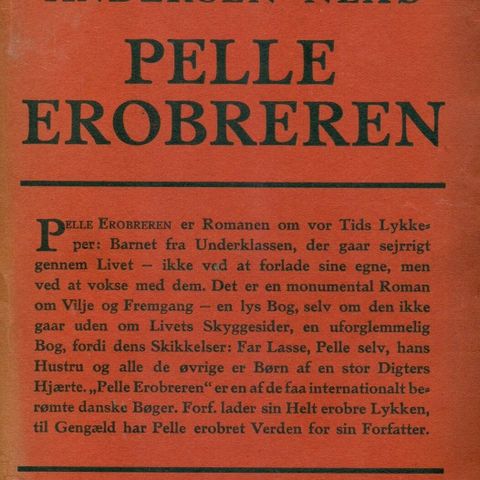 ANDERSEN NEXØ
PELLE
EROBREREN
PELLE EROBREREN er Romanen om vor Tids Lykke-
per: Barnet fra Underklassen, der gaar sejrrigt
gennem Livet — ikke ved at forlade sine egne, men
ved at vokse med dem. Det er en monumental Roman
om Vilje og Fremgang — en lys Bog, selv om den ikke
gaar uden om Livets Skyggesider, en uforglemmelig
Bog, fordi dens Skikkelser: Far Lasse, Pelle selv, hans
Hustru og alle de øvrige er Børn af en stor Digters
Hjærte. „Pelle Erobreren“ er en af de faa internationalt be-
rømte danske Bøger. Forf. lader sin Helt erobre Lykken,
til Gengæld har Pelle erobret Verden for sin Forfatter.